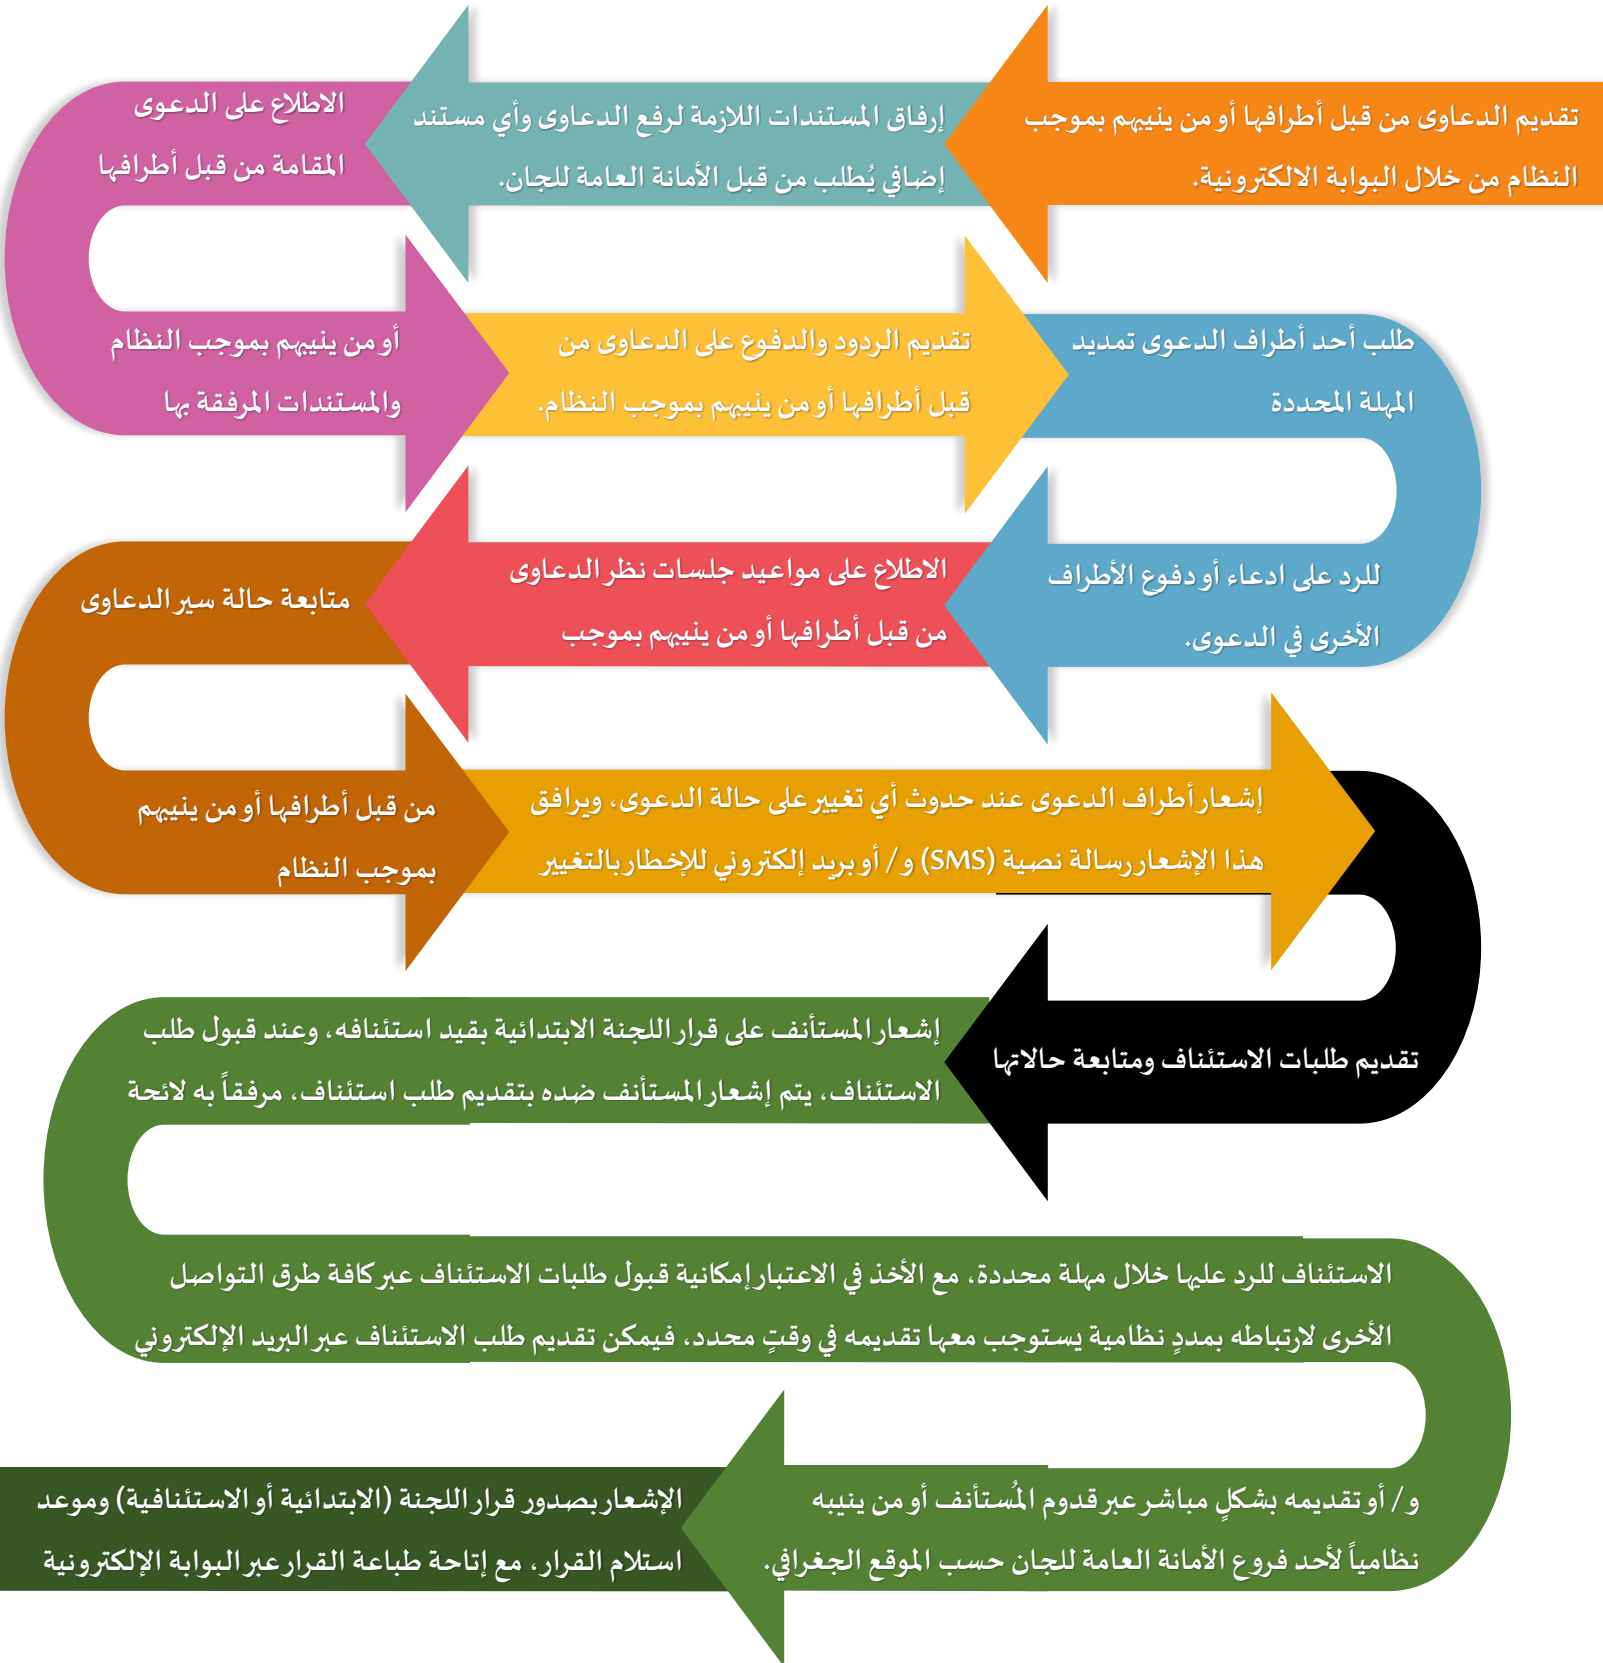 تقديم الدعاوى من قبل أطرافها أو من ينيبهم بموجب
النظام من خلال البوابة الالكترونية.
إرفاق المستندات اللازمة لرفع الدعاوى وأي مستند
إضافي يُطلب من قبل الأمانة العامة للجان.
الاطلاع على الدعوى
المقامة من قبل أطرافها
أو من ينيبهم بموجب النظام
والمستندات المرفقة بها
تقديم الردود والدفوع على الدعاوى من
قبل أطرافها أو من ينيبهم بموجب النظام.
طلب أحد أطراف الدعوى تمديد
المهلة المحددة
للرد على ادعاء أو دفوع الأطراف
الأخرى في الدعوى.
الاطلاع على مواعيد جلسات نظر الدعاوى
من قبل أطرافها أو من ينيبهم بموجب
متابعة حالة سير الدعاوى
من قبل أطرافها أو من ينيبهم
بموجب النظام
إشعار أطراف الدعوى عند حدوث أي تغيير على حالة الدعوى، ويرافق
هذا الإشعار رسالة نصية (SMS) و/ أو بريد إلكتروني للإخطار بالتغيير
تقديم طلبات الاستئناف ومتابعة حالاتها
إشعار المستأنف على قرار اللجنة الابتدائية بقيد استئنافه، وعند قبول طلب
الاستئناف، يتم إشعار المستأنف ضده بتقديم طلب استئناف، مرفقاً به لائحة
الاستئناف للرد عليها خلال مهلة محددة، مع الأخذ في الاعتبار إمكانية قبول طلبات الاستئناف عبر كافة طرق التواصل
الأخرى لارتباطه بمددٍ نظامية يستوجب معها تقديمه في وقتٍ محدد، فيمكن تقديم طلب الاستئناف عبر البريد الإلكتروني
و/ أو تقديمه بشكلٍ مباشر عبر قدوم المُستأنف أو من ينيبه
نظامياً لأحد فروع الأمانة العامة للجان حسب الموقع الجغرافي.
الإشعار بصدور قرار اللجنة (الابتدائية أو الاستئنافية) وموعد
استلام القرار، مع إتاحة طباعة القرار عبر البوابة الإلكترونية